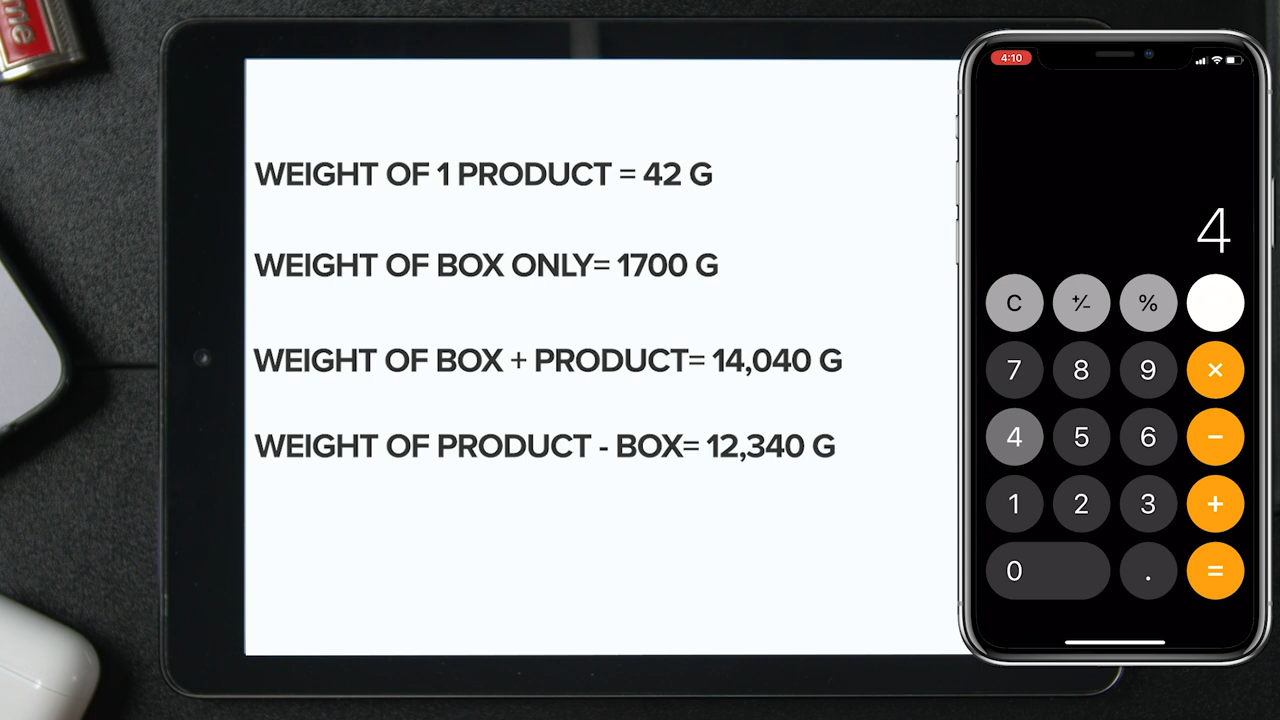 me
WEIGHT OF 1 PRODUCT = 42 G
WEIGHT OF BOX ONLY= 1700 G
WEIGHT OF BOX + PRODUCT= 14,040 G
WEIGHT OF PRODUCT - BOX= 12,340 G
4:10
4
C +/- %
7 8 9 ×
4 5 6 −
1 2 3 +
0 . =